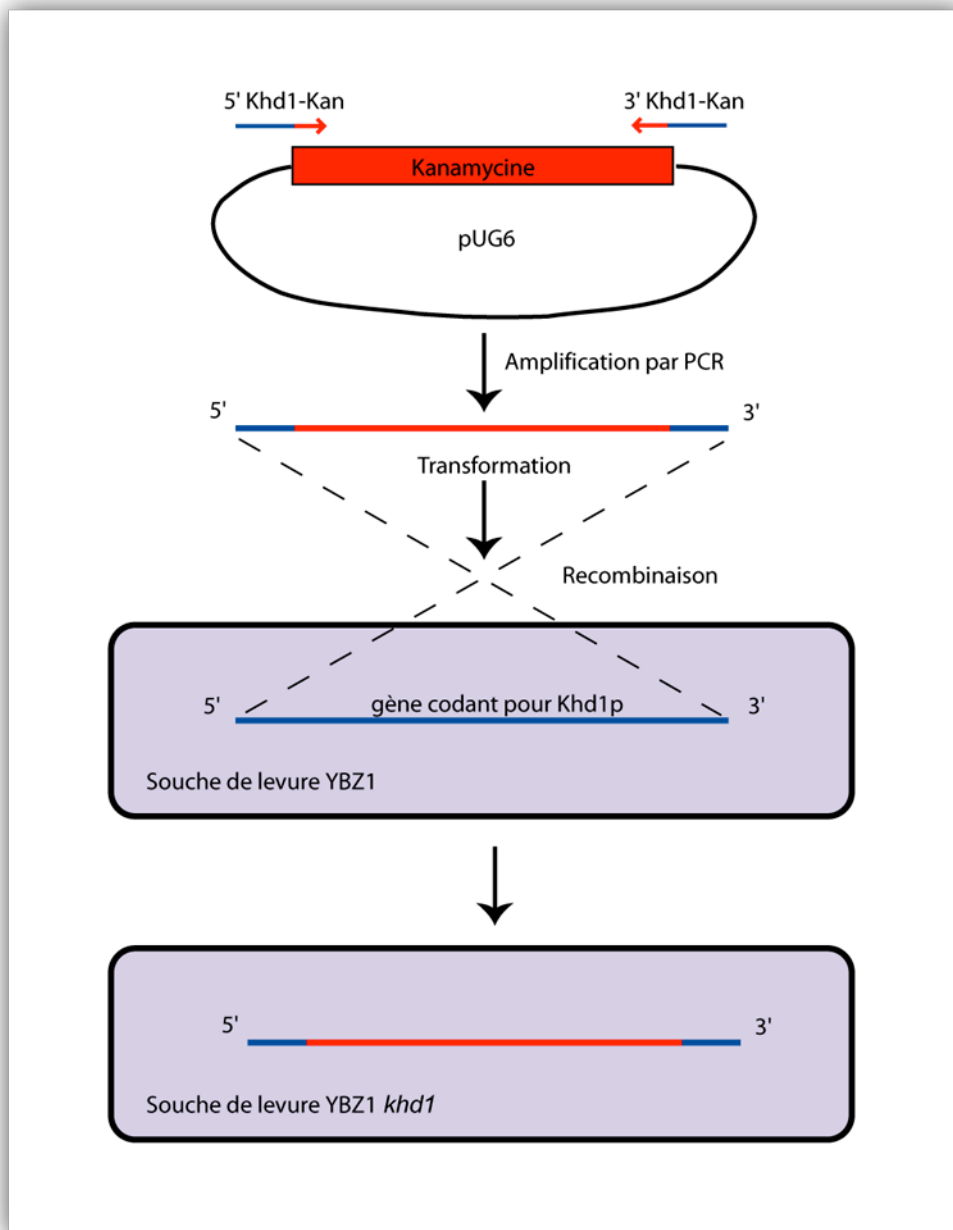 5' Khd1-Kan
3' Khd1-Kan
Kanamycine
pUG6
Amplification par PCR
5'
3'
Transformation
Recombinaison
5'
gène codant pour Khd1p
3'
Souche de levure YBZ1
5'
3'
Souche de levure YBZ1 khd1